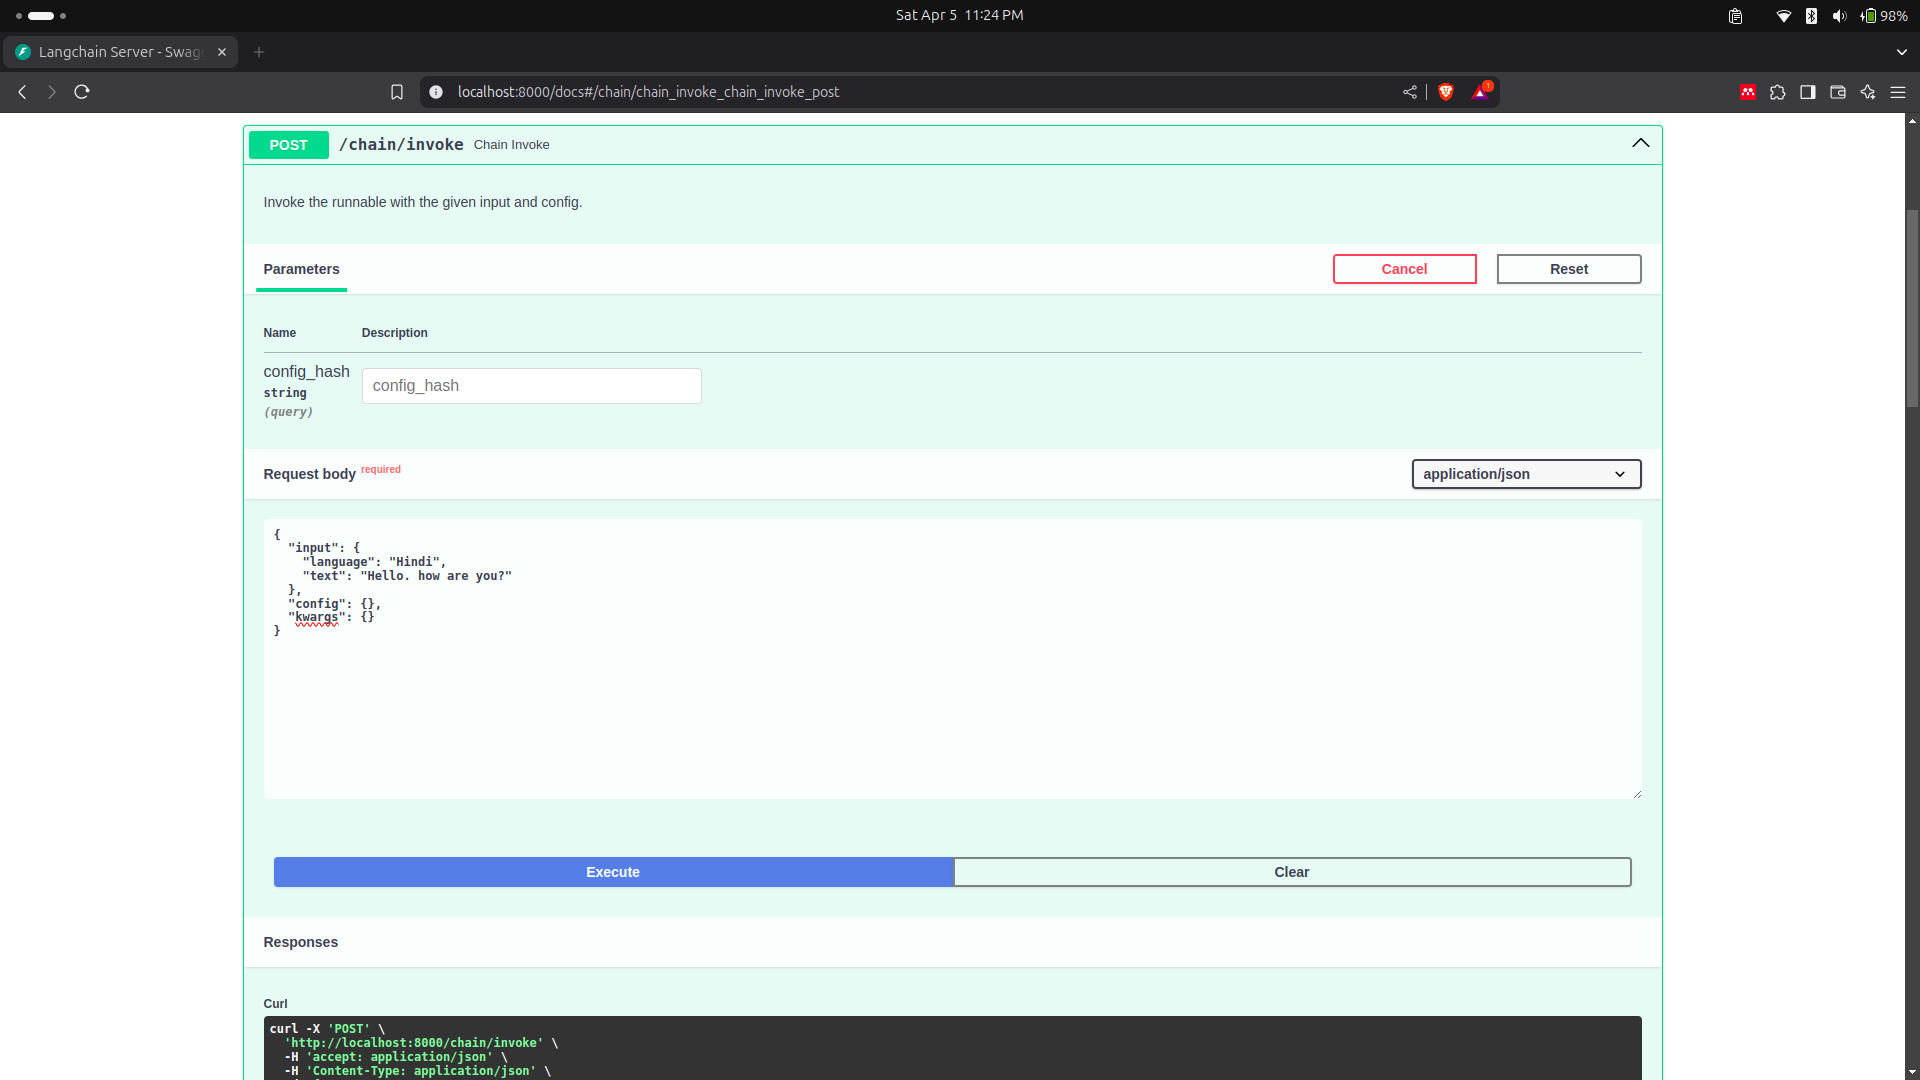 Sat Apr 5 11:24 PM
98%
Langchain Server - Swag
localhost:8000/docs#/chain/chain_invoke_chain_invoke_post
1
POST /chain/invoke Chain Invoke
Invoke the runnable with the given input and config.
Parameters
Cancel
Reset
Name Description
config_hash
string
(query)
config_hash
Request body required
application/json
{
  "input": {
    "language": "Hindi",
    "text": "Hello. how are you?"
  },
  "config": {},
  "kwargs": {}
}
Execute
Clear
Responses
Curl
curl -X 'POST' \
  'http://localhost:8000/chain/invoke' \
  -H 'accept: application/json' \
  -H 'Content-Type: application/json' \